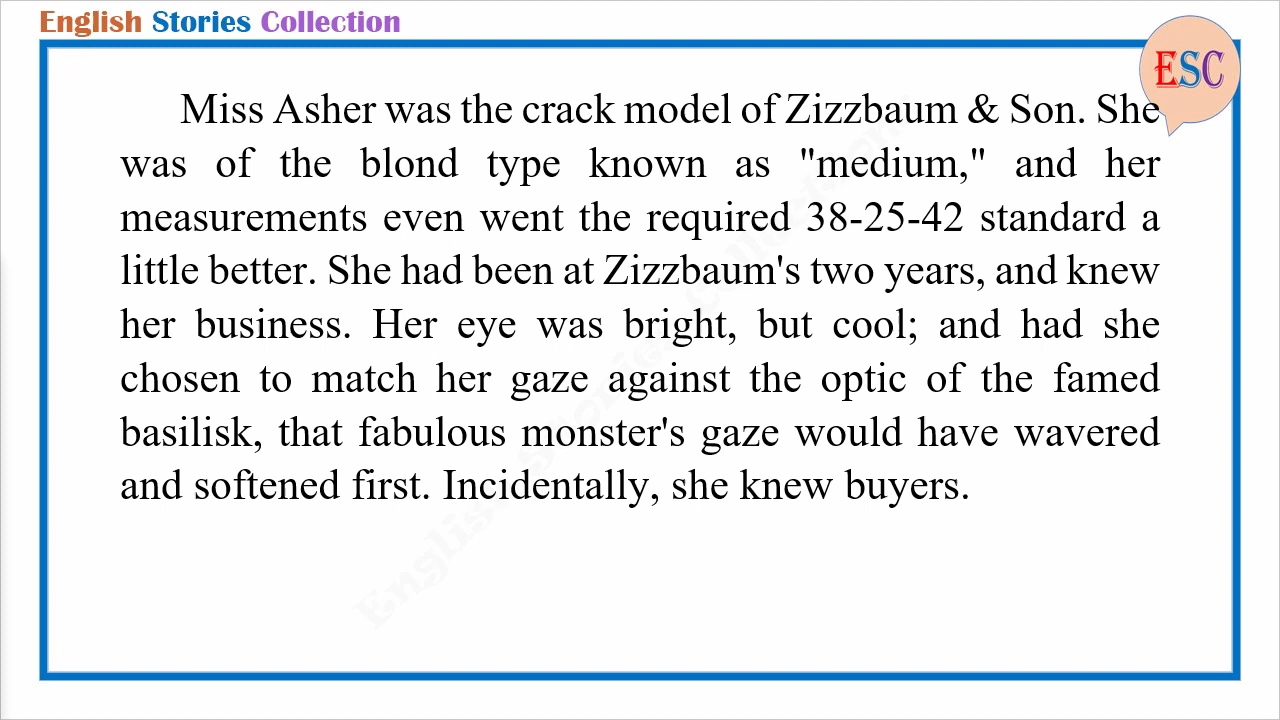 English Stories Collection
ESC
Miss Asher was the crack model of Zizzbaum & Son. She
was of the blond type known as "medium," and her
measurements even went the required 38-25-42 standard a
little better. She had been at Zizzbaum's two years, and knew
her business. Her eye was bright, but cool; and had she
chosen to match her gaze against the optic of the famed
basilisk, that fabulous monster's gaze would have wavered
and softened first. Incidentally, she knew buyers.
English Stories Collection